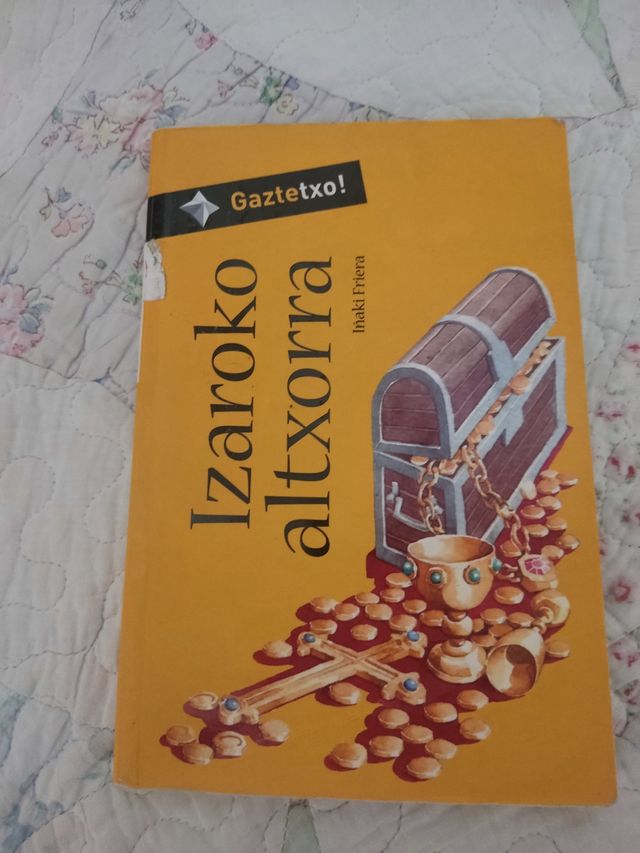 Gaztetxo!
Izaroko
altxorra
Iñaki Friera